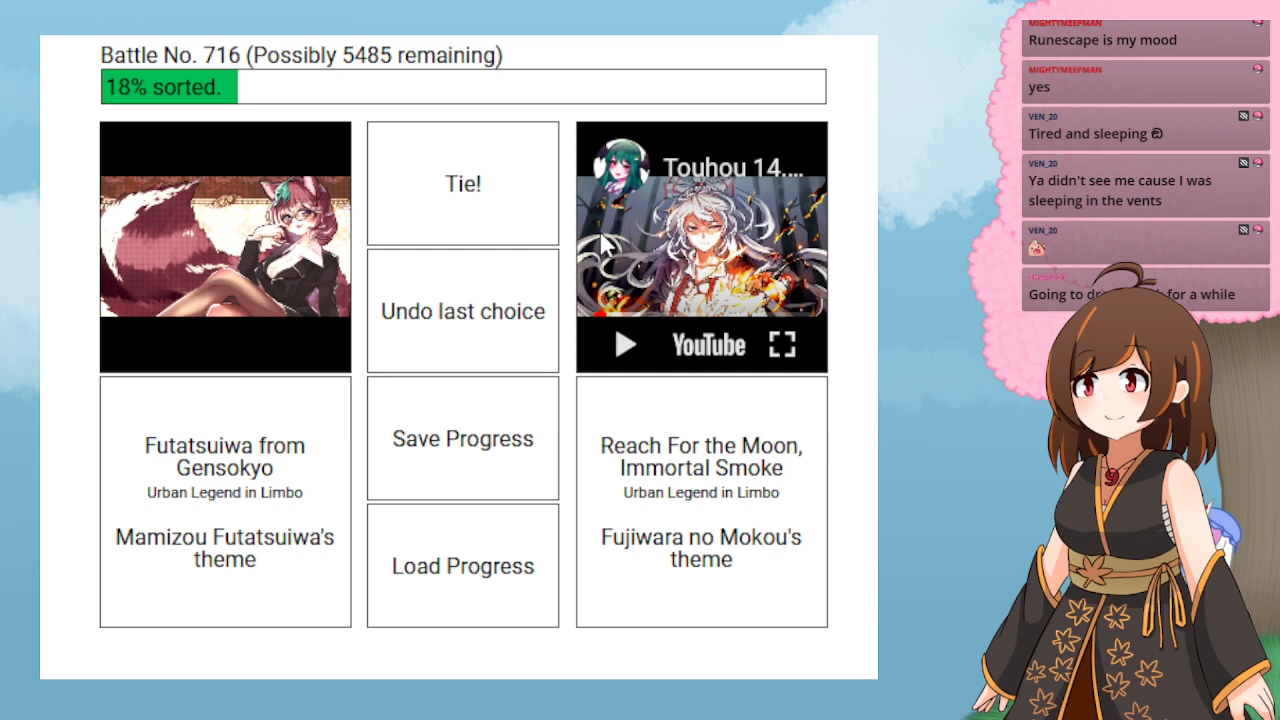 Battle No. 716 (Possibly 5485 remaining)
18% sorted.
Touhou 14....
YouTube
Tie!
Undo last choice
Save Progress
Load Progress
Futatsuiwa from
Gensokyo
Urban Legend in Limbo
Mamizou Futatsuiwa's
theme
Reach For the Moon,
Immortal Smoke
Urban Legend in Limbo
Fujiwara no Mokou's
theme
MIGHTYMEEPMAN
Runescape is my mood
MIGHTYMEEPMAN
yes
VEN_20
Tired and sleeping
VEN_20
Ya didn't see me cause I was
sleeping in the vents
VEN_20
Going to for a while
9